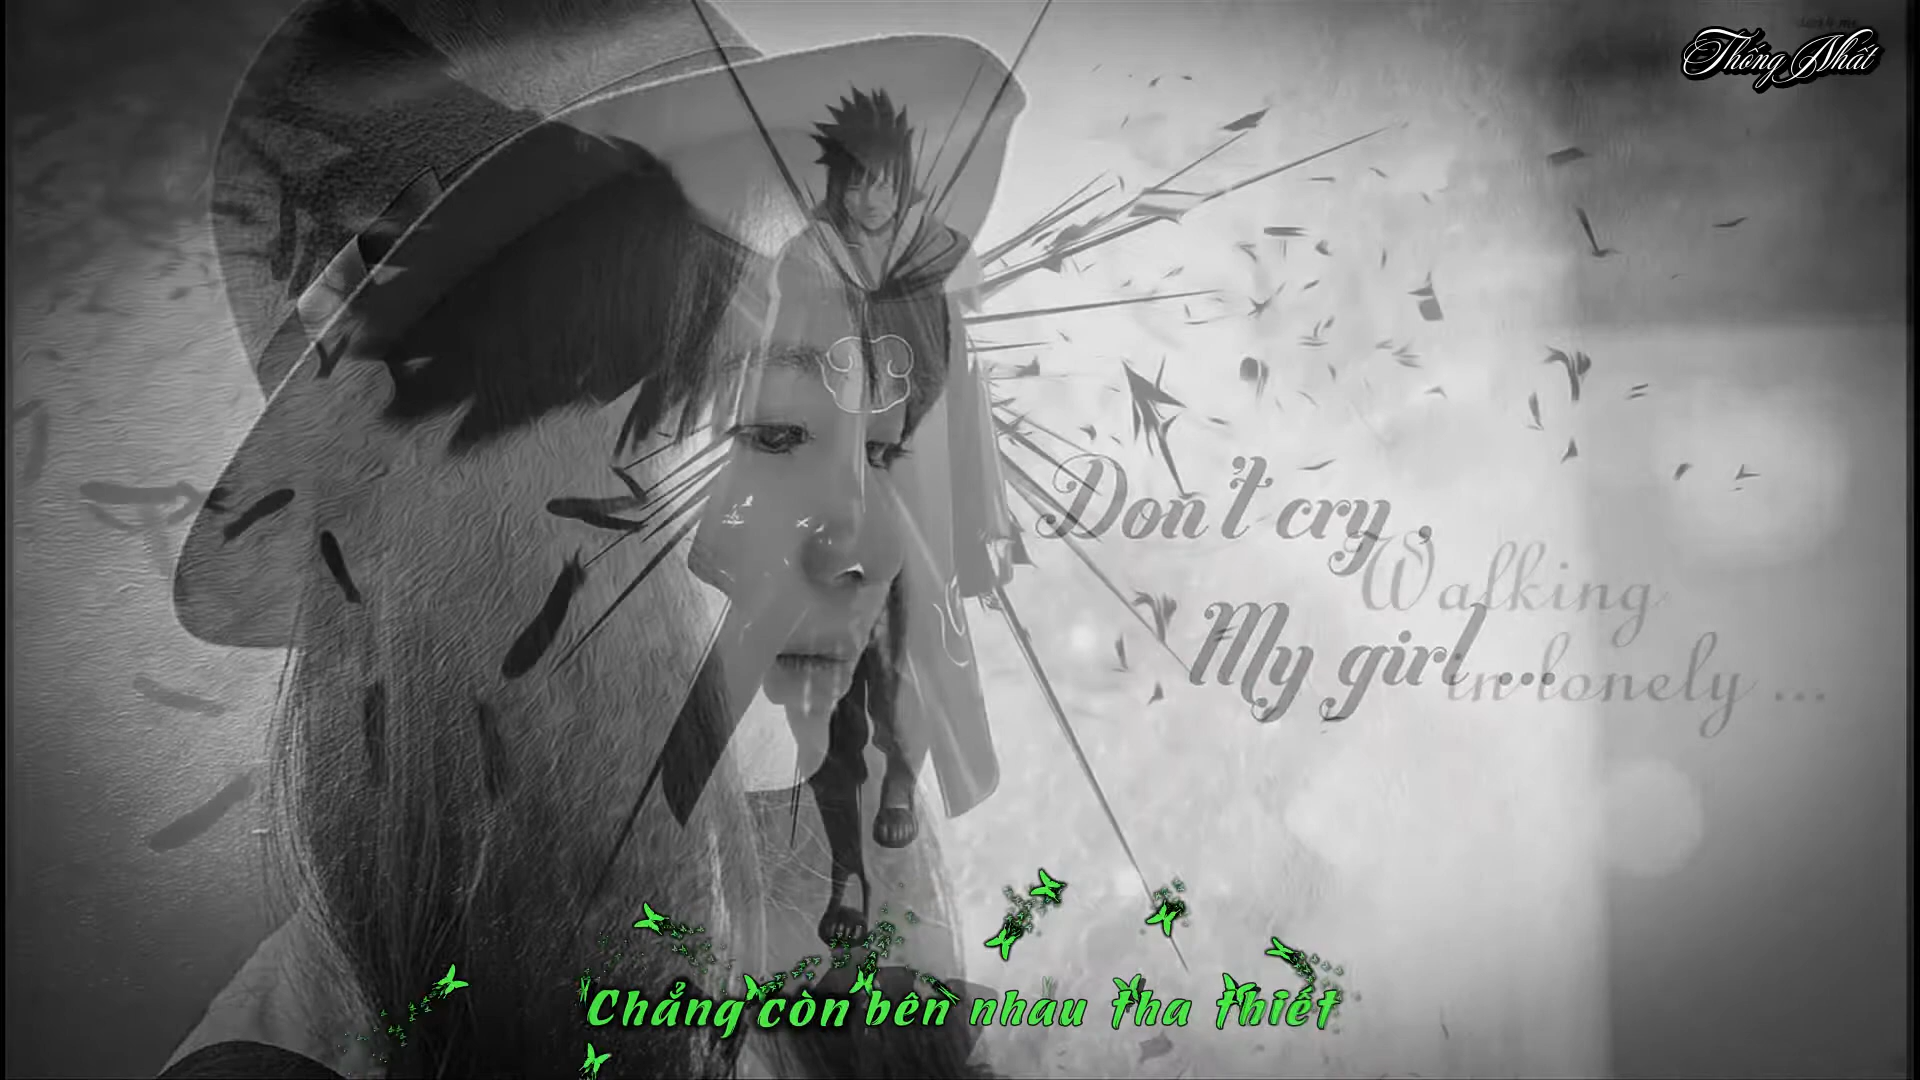 Thống Nhất
Don't cry ,
Walking
My girl ...
in lonely ...
Chẳng còn bên nhau tha thiết